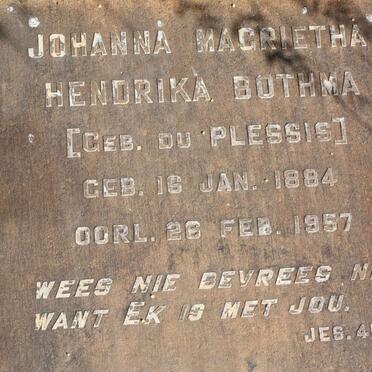 JOHANNA MAGRIETHA
HENDRIKA BOTHMA
[GEB. DU PLESSIS]
GEB. 16 JAN. 1884
OORL. 26 FEB. 1957
WEES NIE BEVREES
WANT EK IS MET JOU.
JES.